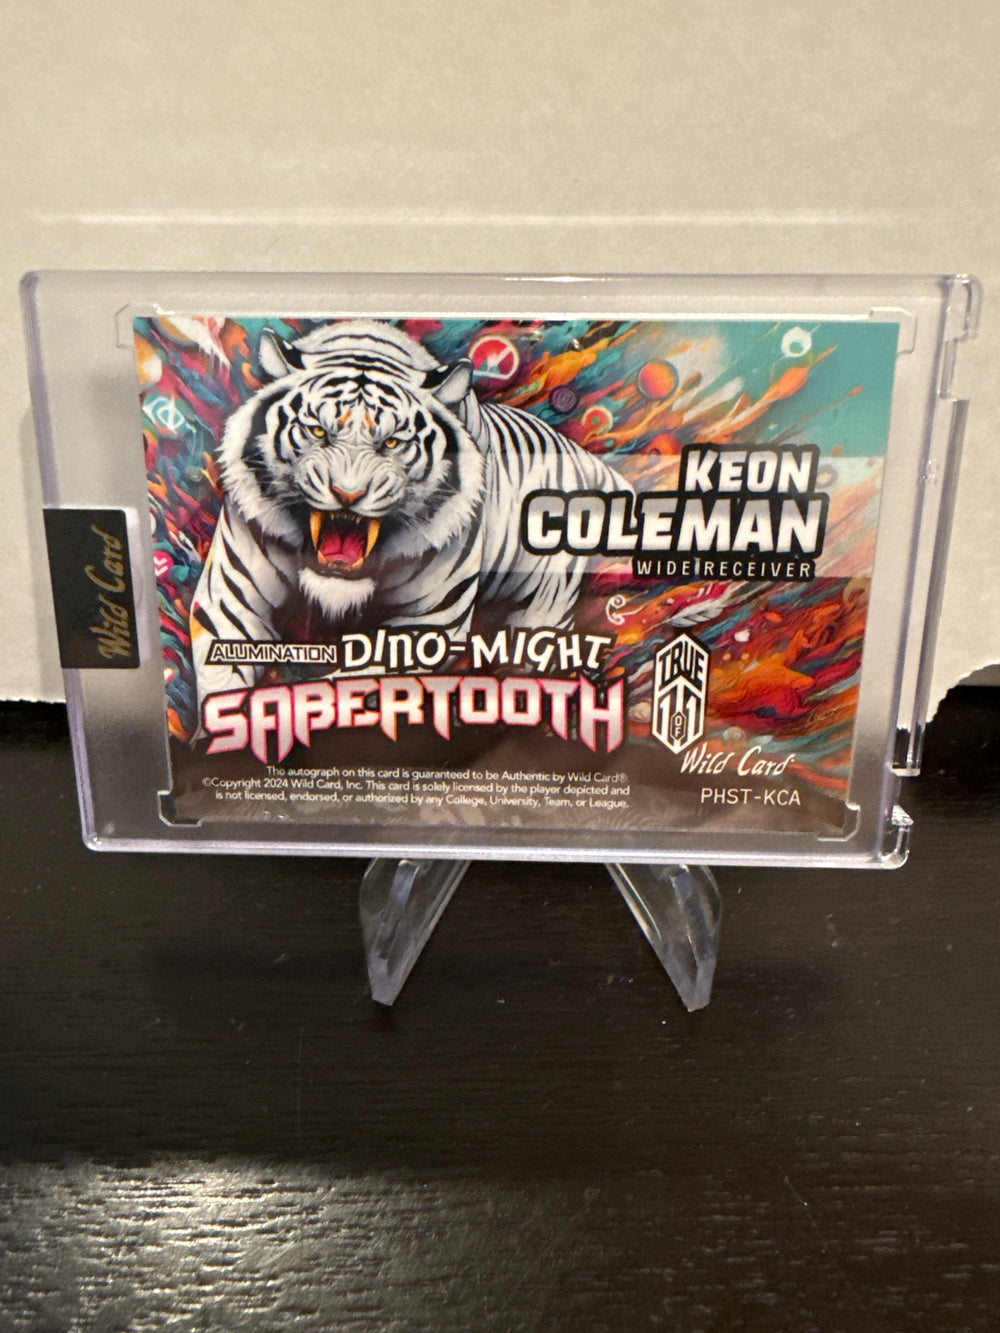 Wild Card
KEON
COLEMAN
WIDE RECEIVER
ALUMINATION DINO-MIGHT
SABERTOOTH
TRUE
1 OF 1
Wild Card
The autograph on this card is guaranteed to be Authentic by Wild Card®
©Copyright 2024 Wild Card, Inc. This card is solely licensed by the player depicted and
is not licensed, endorsed, or authorized by any College, University, Team, or League.
PHST-KCA